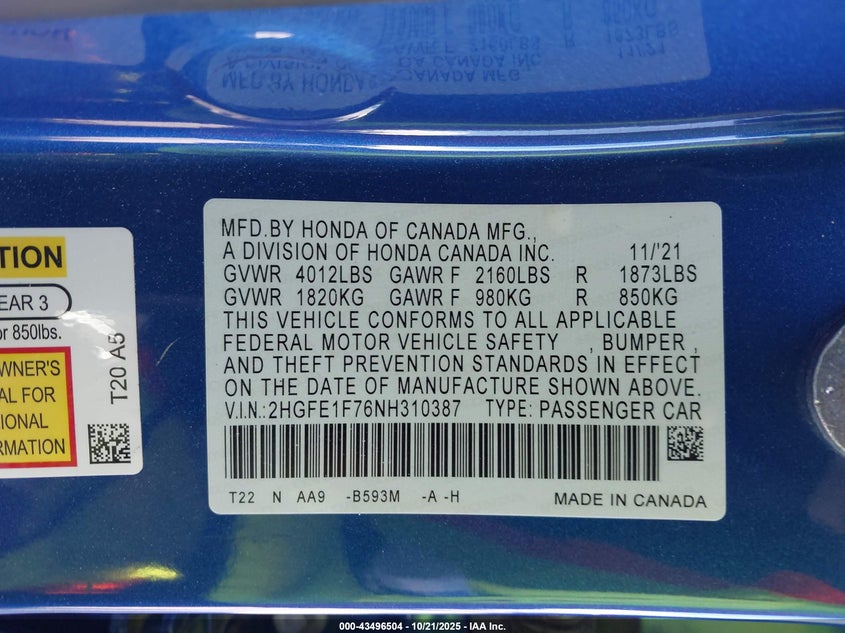 MFD.BY HONDA OF CANADA MFG.,
A DIVISION OF HONDA CANADA INC. 11/'21
GVWR 4012LBS GAWR F 2160LBS R 1873LBS
GVWR 1820KG GAWR F 980KG R 850KG
THIS VEHICLE CONFORMS TO ALL APPLICABLE
FEDERAL MOTOR VEHICLE SAFETY , BUMPER ,
AND THEFT PREVENTION STANDARDS IN EFFECT
ON THE DATE OF MANUFACTURE SHOWN ABOVE.
V.I.N.:2HGFE1F76NH310387 TYPE: PASSENGER CAR
T22 N AA9 -B593M -A -H MADE IN CANADA
TION
EAR 3
or 850lbs.
WNER'S
AL FOR
IONAL
RMATION
T20 A5
000-43496504 - 10/21/2025 - IAA Inc.